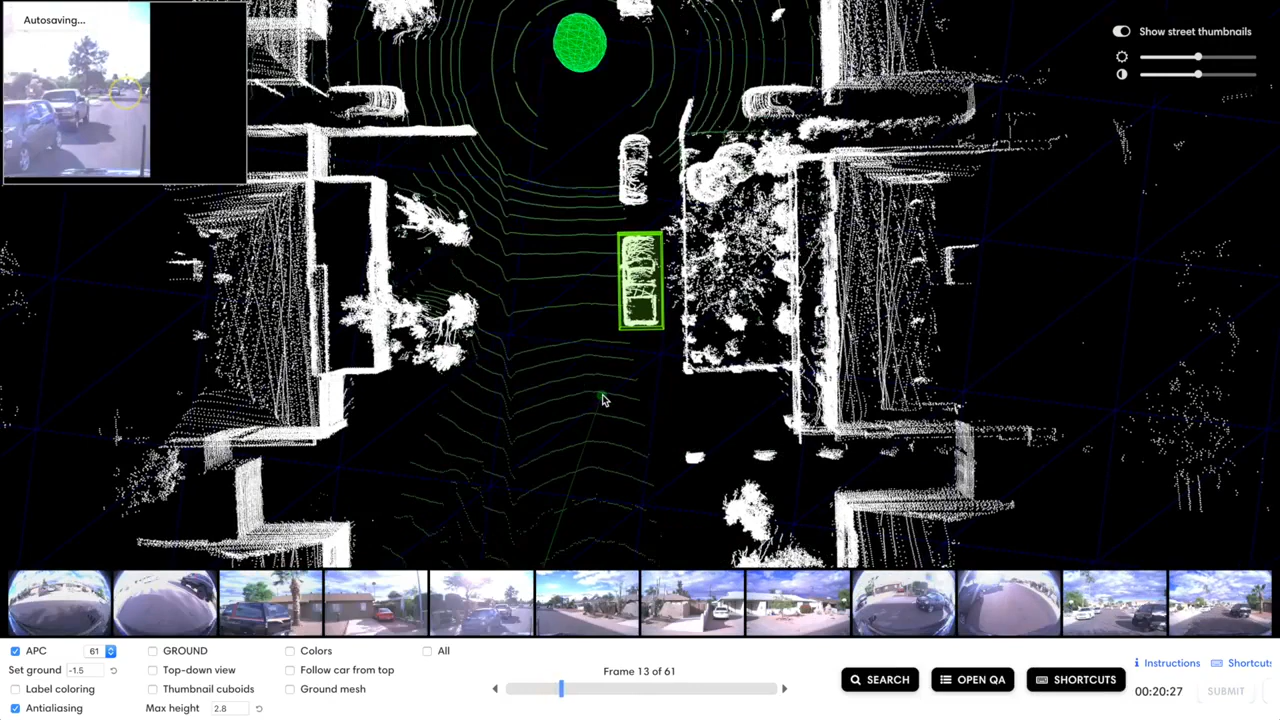 Autosaving...
Show street thumbnails
APC 61
GROUND
Colors
All
Set ground -1.5
Top-down view
Follow car from top
Label coloring
Thumbnail cuboids
Ground mesh
Antialiasing
Max height 2.8
Frame 13 of 61
SEARCH
OPEN QA
SHORTCUTS
Instructions
Shortcuts
00:20:27
SUBMIT